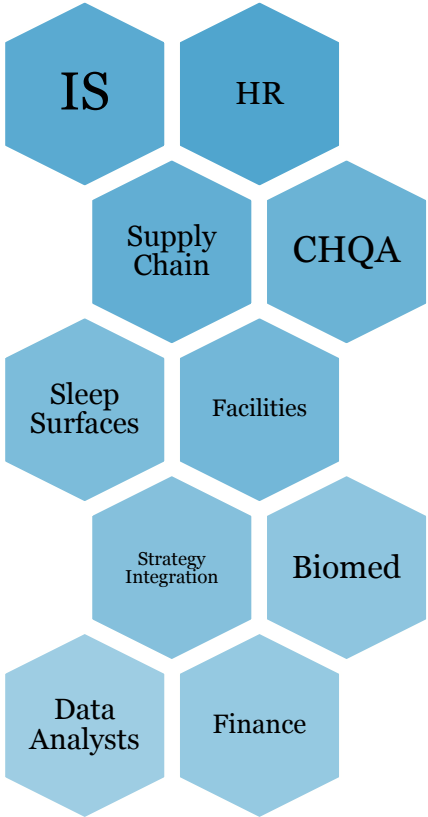 IS
HR
Supply
Chain
CHQA
Sleep
Surfaces
Facilities
Strategy
Integration
Biomed
Data
Analysts
Finance